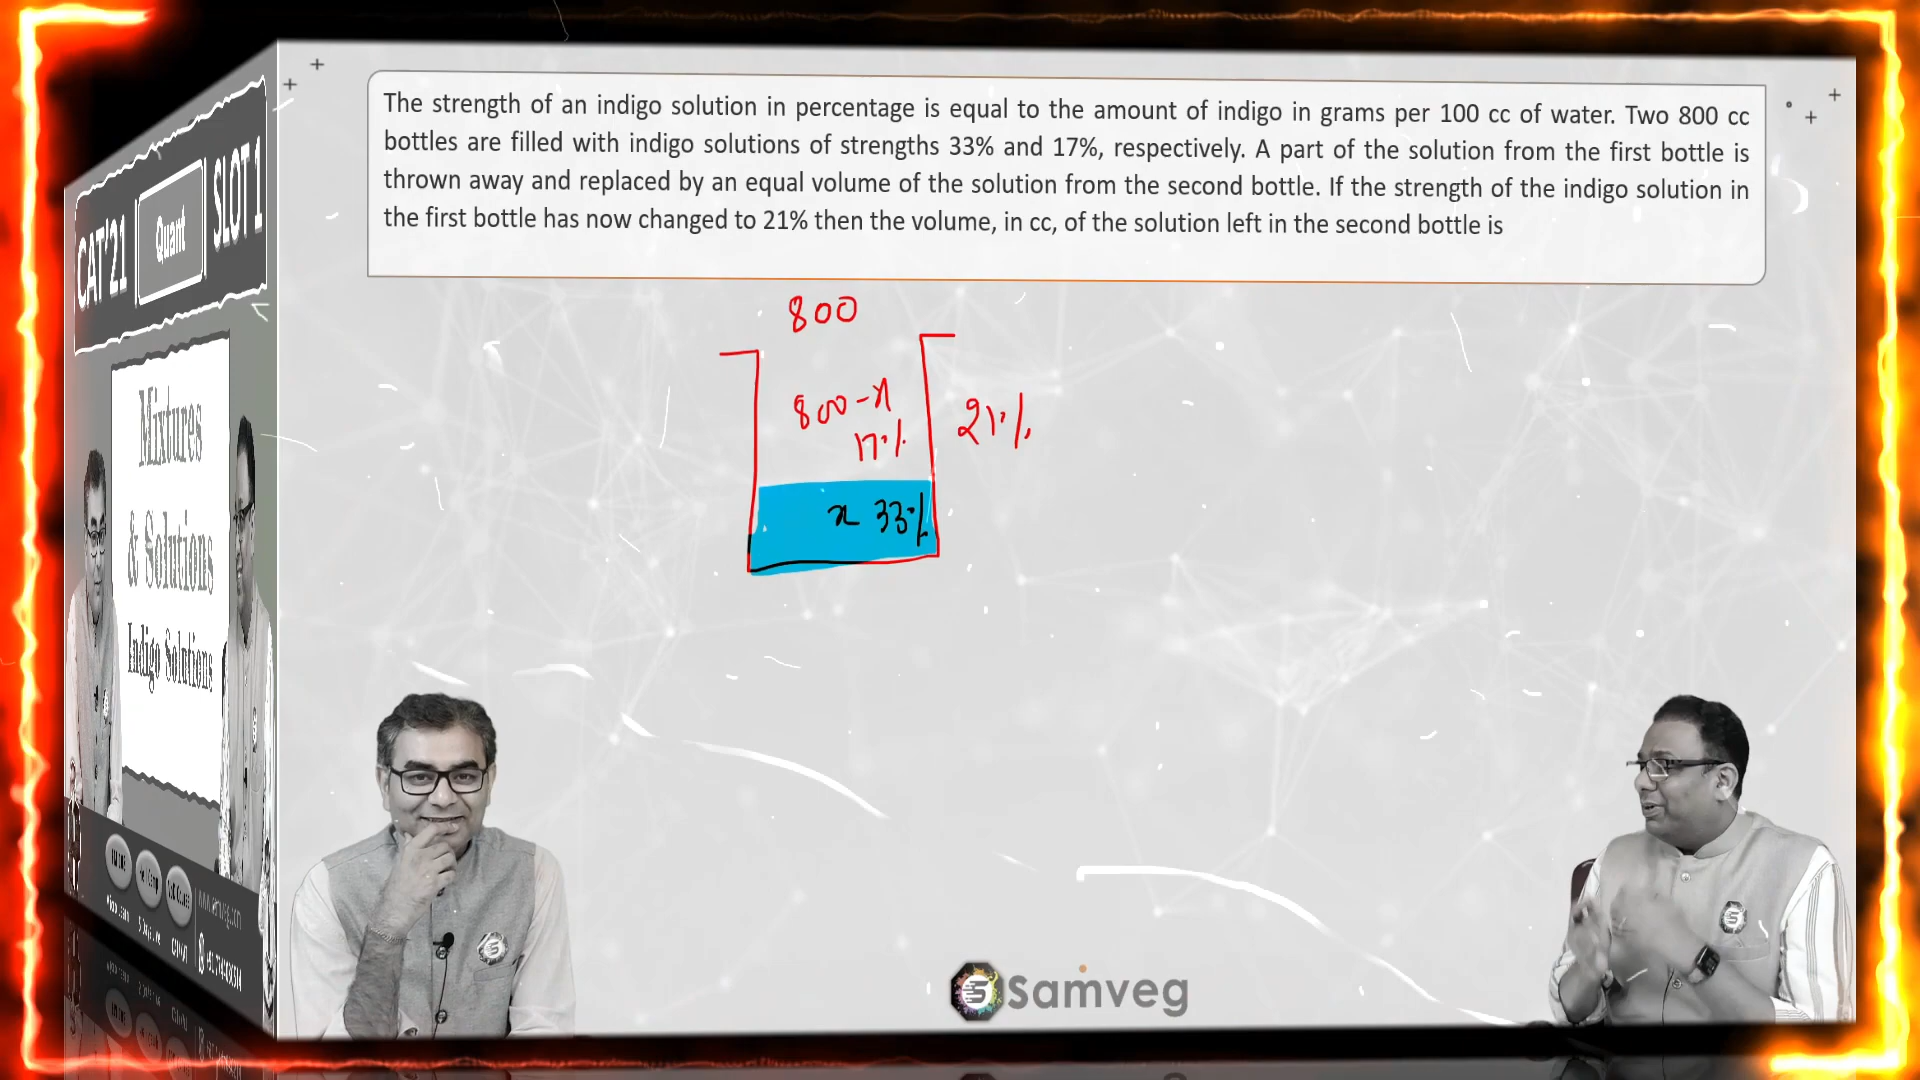 CAT'21
Quant
SLOT 1
Mixtures
& Solutions
Indigo Solutions
The strength of an indigo solution in percentage is equal to the amount of indigo in grams per 100 cc of water. Two 800 cc
bottles are filled with indigo solutions of strengths 33% and 17%, respectively. A part of the solution from the first bottle is
thrown away and replaced by an equal volume of the solution from the second bottle. If the strength of the indigo solution in
the first bottle has now changed to 21% then the volume, in cc, of the solution left in the second bottle is
800
800-x
17%
21%
x 33%
Samveg